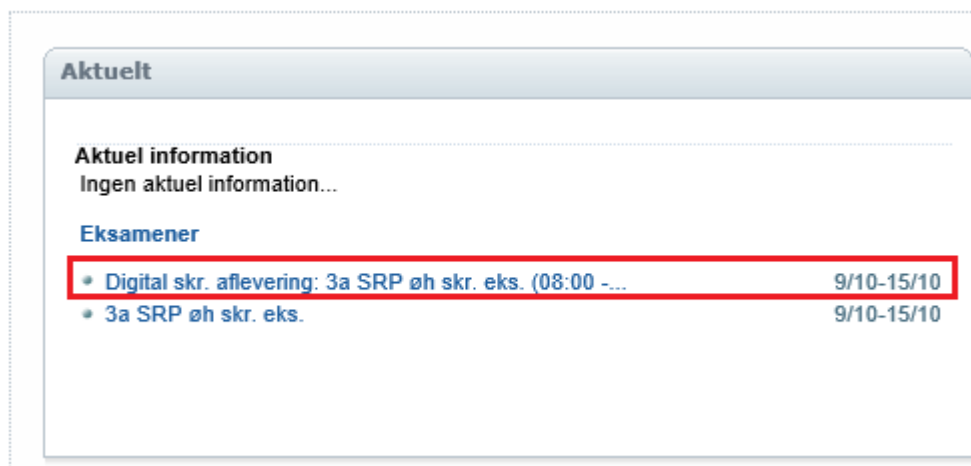 Aktuelt
Aktuel information
Ingen aktuel information...
Eksamener
Digital skr. aflevering: 3a SRP øh skr. eks. (08:00 -... 9/10-15/10
3a SRP øh skr. eks. 9/10-15/10